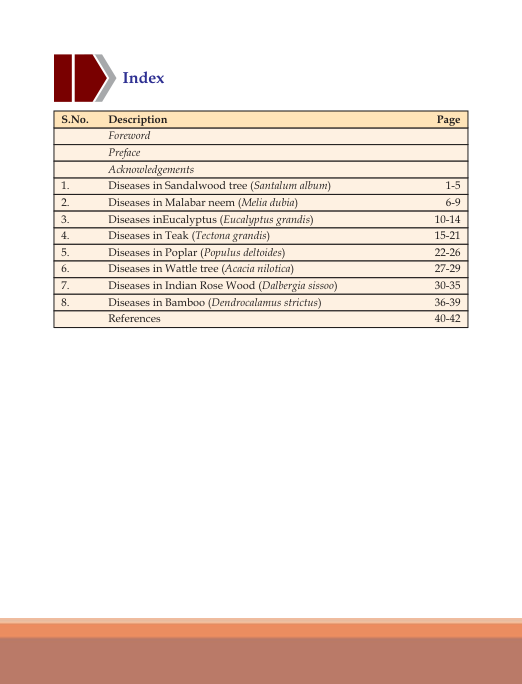 Index
S.No. Description Page
Foreword
Preface
Acknowledgements
1. Diseases in Sandalwood tree (Santalum album) 1-5
2. Diseases in Malabar neem (Melia dubia) 6-9
3. Diseases inEucalyptus (Eucalyptus grandis) 10-14
4. Diseases in Teak (Tectona grandis) 15-21
5. Diseases in Poplar (Populus deltoides) 22-26
6. Diseases in Wattle tree (Acacia nilotica) 27-29
7. Diseases in Indian Rose Wood (Dalbergia sissoo) 30-35
8. Diseases in Bamboo (Dendrocalamus strictus) 36-39
References 40-42